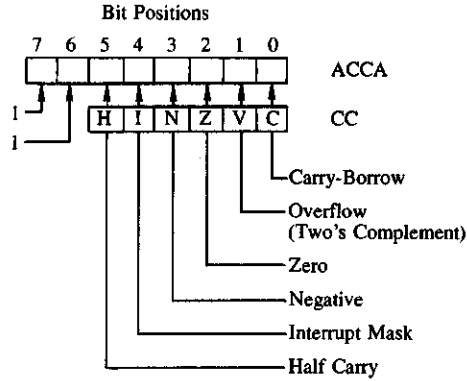 Bit Positions
7 6 5 4 3 2 1 0
ACCA
1
H I N Z V C CC
1
Carry-Borrow
Overflow
(Two's Complement)
Zero
Negative
Interrupt Mask
Half Carry